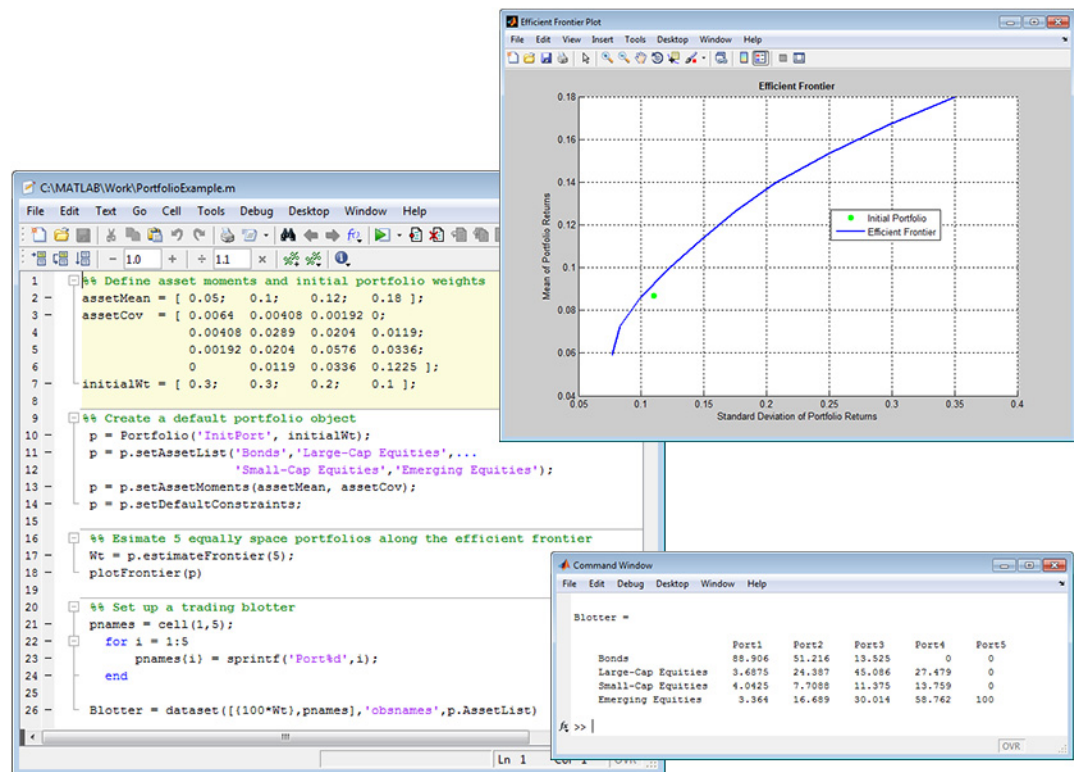 Efficient Frontier Plot
File Edit View Insert Tools Desktop Window Help
Efficient Frontier
0.18
0.16
0.14
0.12
0.1
0.08
0.06
0.04
Mean of Portfolio Returns
Initial Portfolio
Efficient Frontier
0.05 0.1 0.15 0.2 0.25 0.3 0.35 0.4
Standard Deviation of Portfolio Returns
C:\MATLAB\Work\PortfolioExample.m
File Edit Text Go Cell Tools Debug Desktop Window Help
− 1.0 + ÷ 1.1 ×
1 %% Define asset moments and initial portfolio weights
2 − assetMean = [ 0.05; 0.1; 0.12; 0.18 ];
3 − assetCov = [ 0.0064 0.00408 0.00192 0;
4 0.00408 0.0289 0.0204 0.0119;
5 0.00192 0.0204 0.0576 0.0336;
6 0 0.0119 0.0336 0.1225 ];
7 − initialWt = [ 0.3; 0.3; 0.2; 0.1 ];
8
9 %% Create a default portfolio object
10 − p = Portfolio('InitPort', initialWt);
11 − p = p.setAssetList('Bonds','Large-Cap Equities',...
12 'Small-Cap Equities','Emerging Equities');
13 − p = p.setAssetMoments(assetMean, assetCov);
14 − p = p.setDefaultConstraints;
15
16 %% Esimate 5 equally space portfolios along the efficient frontier
17 − Wt = p.estimateFrontier(5);
18 − plotFrontier(p)
19
20 %% Set up a trading blotter
21 − pnames = cell(1,5);
22 − for i = 1:5
23 − pnames{i} = sprintf('Port%d',i);
24 − end
25
26 − Blotter = dataset([{100*Wt},pnames],'obsnames',p.AssetList)
Ln 1 Col 1 OVR
Command Window
File Edit Debug Desktop Window Help
Blotter =
Port1 Port2 Port3 Port4 Port5
Bonds 88.906 51.216 13.525 0 0
Large-Cap Equities 3.6875 24.387 45.086 27.479 0
Small-Cap Equities 4.0425 7.7088 11.375 13.759 0
Emerging Equities 3.364 16.689 30.014 58.762 100
fx >>
OVR